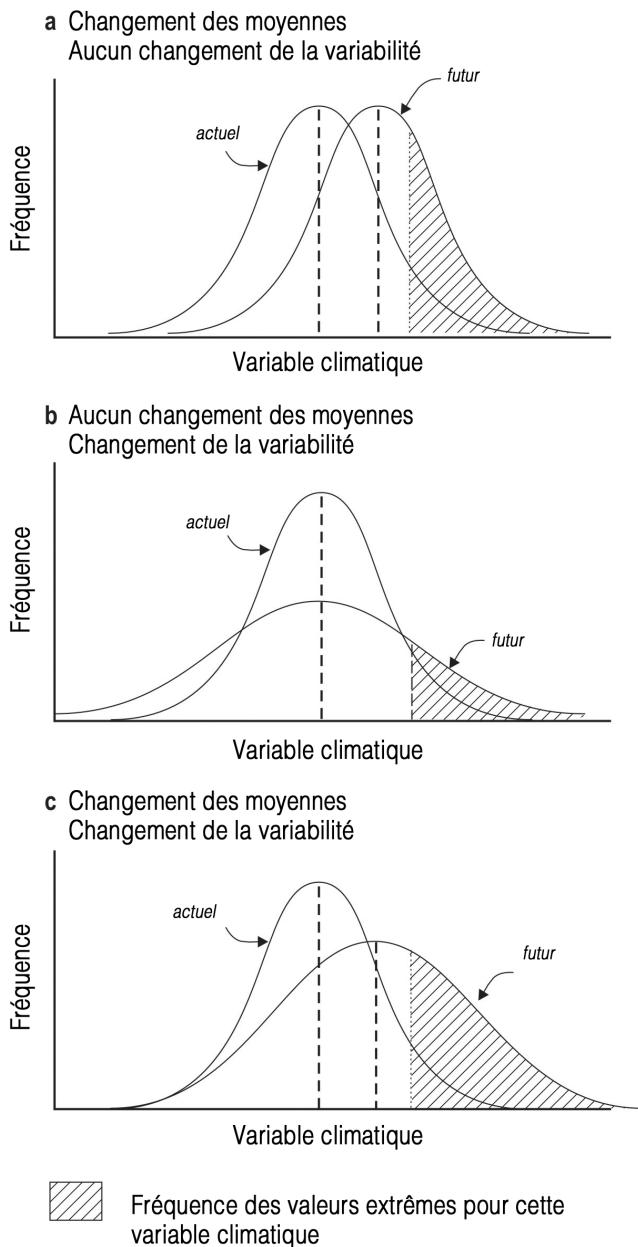 a Changement des moyennes
Aucun changement de la variabilité
futur
actuel
Fréquence
Variable climatique
b Aucun changement des moyennes
Changement de la variabilité
actuel
futur
Fréquence
Variable climatique
c Changement des moyennes
Changement de la variabilité
actuel
futur
Fréquence
Variable climatique
Fréquence des valeurs extrêmes pour cette
variable climatique